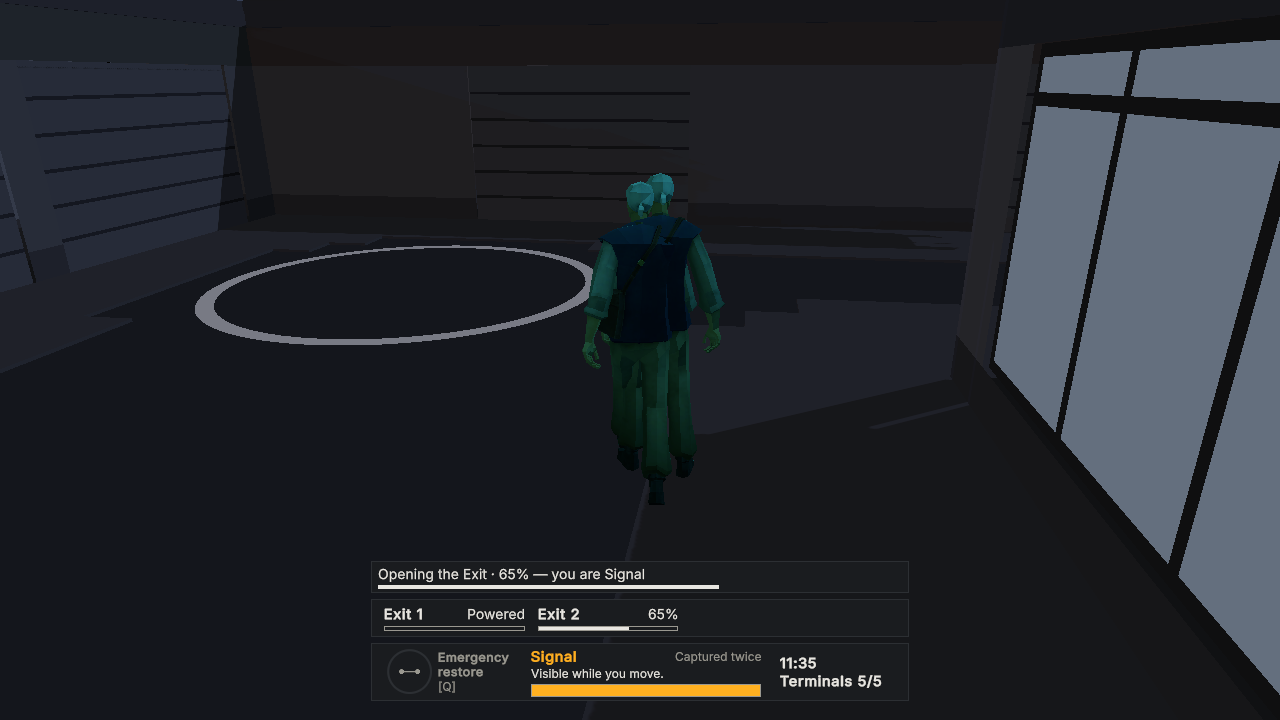 Opening the Exit · 65% — you are Signal
Exit 1 Powered Exit 2 65%
Emergency restore [Q]
Signal Captured twice
Visible while you move.
11:35
Terminals 5/5